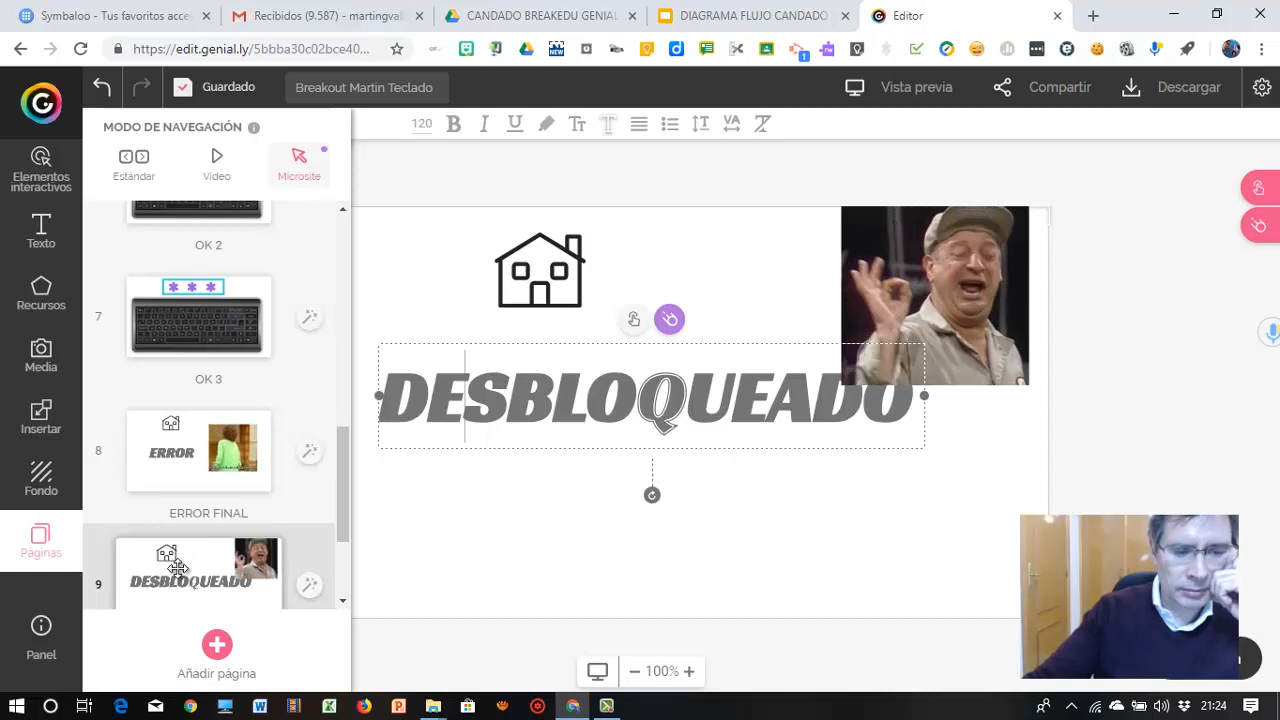 Symbaloo - Tus favoritos acces
Recibidos (9.587) - martingvall
CANDADO BREAKEDU GENIAL
DIAGRAMA FLUJO CANDADO
Editor
https://edit.genial.ly/5bbba30c02bce40...
Guardado
Breakout Martin Teclado
Vista previa
Compartir
Descargar
MODO DE NAVEGACIÓN
120
Estándar
Vídeo
Microsite
Elementos
interactivos
Texto
Recursos
Media
Insertar
Fondo
Páginas
Panel
OK 2
7
* * *
OK 3
8
ERROR
ERROR FINAL
9
DESBLOQUEADO
Añadir página
DESBLOQUEADO
100%
21:24